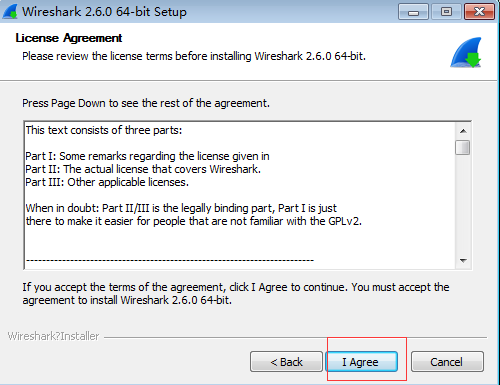 Wireshark 2.6.0 64-bit Setup
License Agreement
Please review the license terms before installing Wireshark 2.6.0 64-bit.
Press Page Down to see the rest of the agreement.
This text consists of three parts:
Part I: Some remarks regarding the license given in
Part II: The actual license that covers Wireshark.
Part III: Other applicable licenses.
When in doubt: Part II/III is the legally binding part, Part I is just
there to make it easier for people that are not familiar with the GPLv2.
------------------------------------------------------------------------
If you accept the terms of the agreement, click I Agree to continue. You must accept the
agreement to install Wireshark 2.6.0 64-bit.
Wireshark?Installer
< Back
I Agree
Cancel